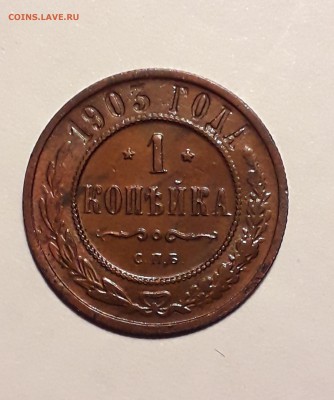 COINS.LAVE.RU
1903 ГОДА
1
КОПѢЙКА
С.П.Б.